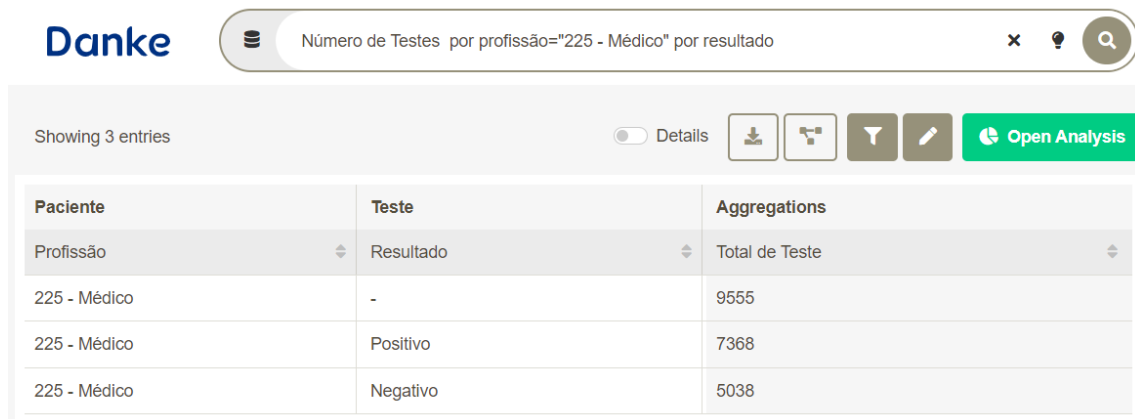 Danke
Número de Testes por profissão="225 - Médico" por resultado
Showing 3 entries
Details
Open Analysis
Paciente Teste Aggregations
Profissão Resultado Total de Teste
225 - Médico - 9555
225 - Médico Positivo 7368
225 - Médico Negativo 5038